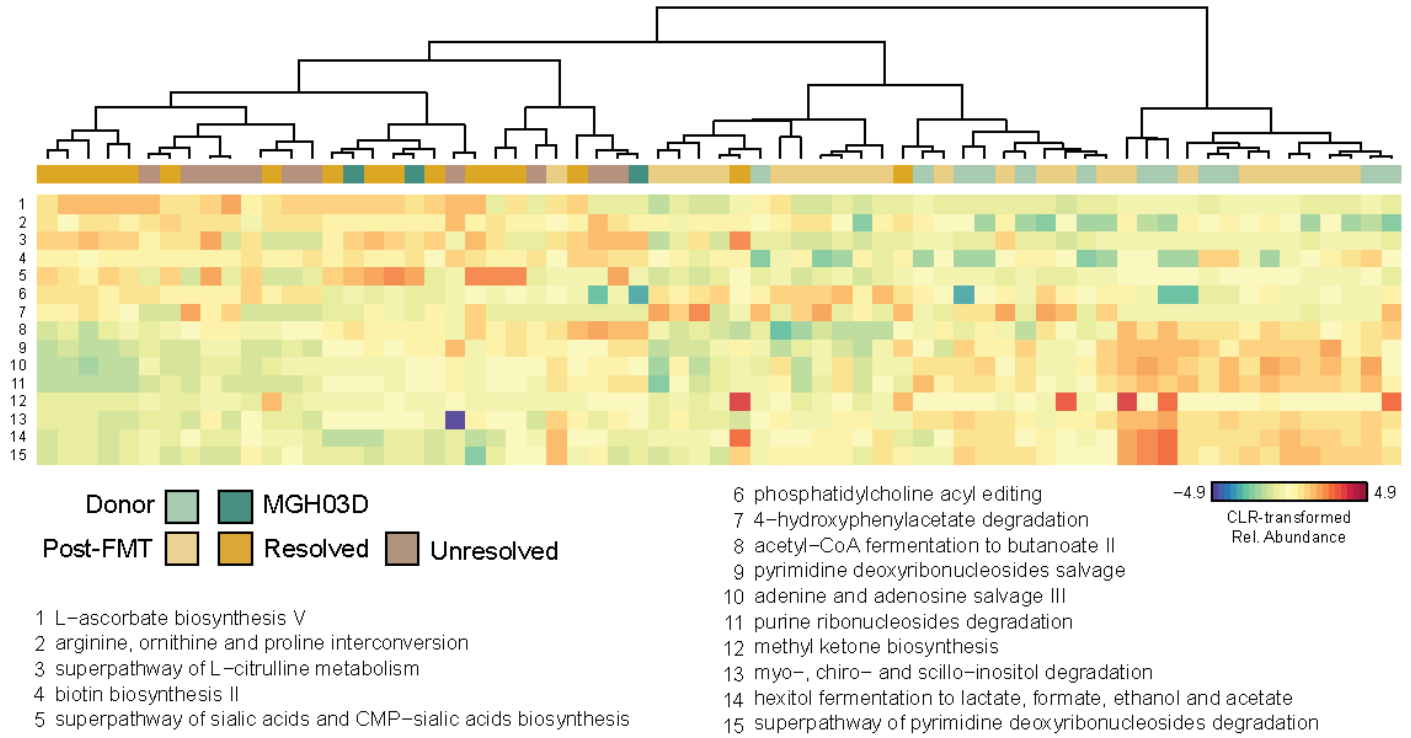 1
2
3
4
5
6
7
8
9
10
11
12
13
14
15
Donor MGH03D
Post-FMT Resolved Unresolved
1 L-ascorbate biosynthesis V
2 arginine, ornithine and proline interconversion
3 superpathway of L-citrulline metabolism
4 biotin biosynthesis II
5 superpathway of sialic acids and CMP-sialic acids biosynthesis
6 phosphatidylcholine acyl editing
7 4-hydroxyphenylacetate degradation
8 acetyl-CoA fermentation to butanoate II
9 pyrimidine deoxyribonucleosides salvage
10 adenine and adenosine salvage III
11 purine ribonucleosides degradation
12 methyl ketone biosynthesis
13 myo-, chiro- and scillo-inositol degradation
14 hexitol fermentation to lactate, formate, ethanol and acetate
15 superpathway of pyrimidine deoxyribonucleosides degradation
-4.9 4.9
CLR-transformed
Rel. Abundance